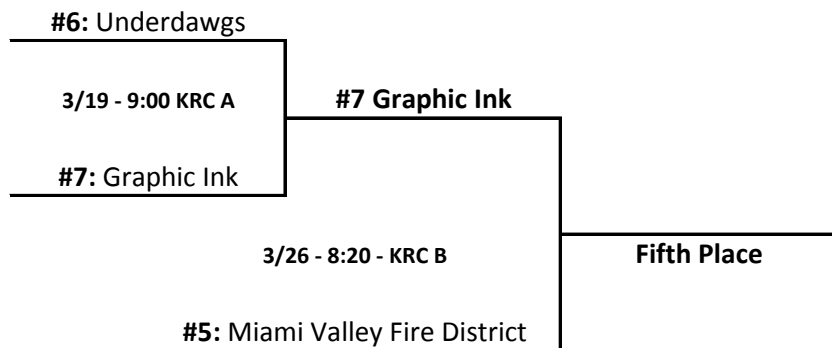 #6: Underdawgs
3/19 - 9:00 KRC A
#7 Graphic Ink
#7: Graphic Ink
3/26 - 8:20 - KRC B
Fifth Place
#5: Miami Valley Fire District